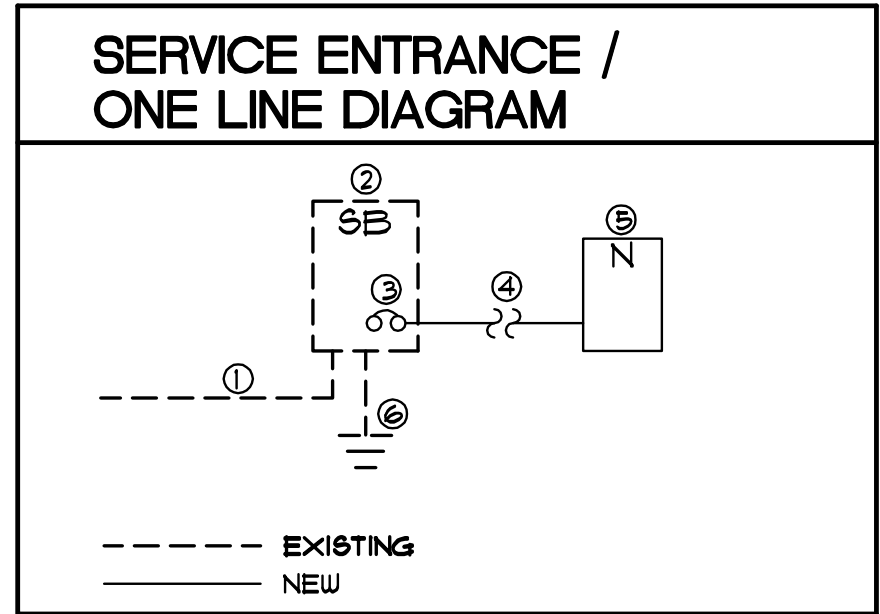 SERVICE ENTRANCE /
ONE LINE DIAGRAM
2
SB
5
N
3
4
1
6
EXISTING
NEW